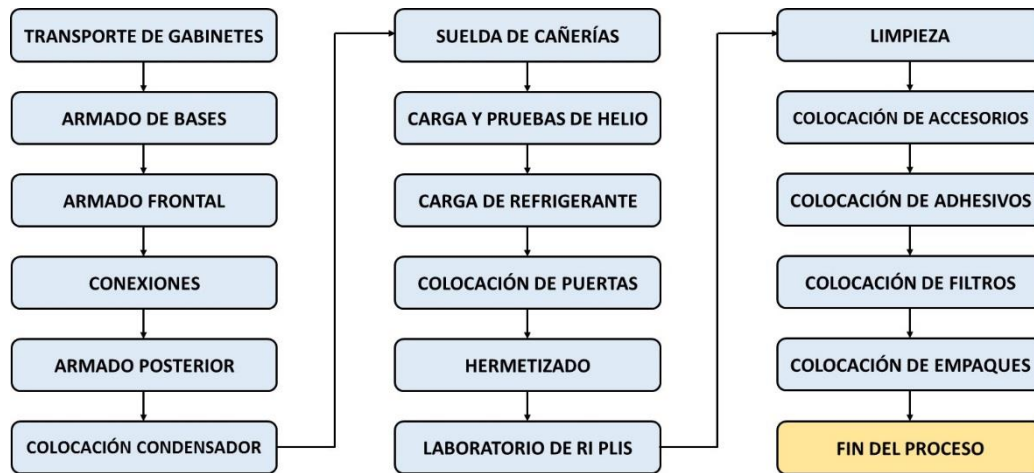 TRANSPORTE DE GABINETES
ARMADO DE BASES
ARMADO FRONTAL
CONEXIONES
ARMADO POSTERIOR
COLOCACIÓN CONDENSADOR
SUELDA DE CAÑERÍAS
CARGA Y PRUEBAS DE HELIO
CARGA DE REFRIGERANTE
COLOCACIÓN DE PUERTAS
HERMETIZADO
LABORATORIO DE RI PLIS
LIMPIEZA
COLOCACIÓN DE ACCESORIOS
COLOCACIÓN DE ADHESIVOS
COLOCACIÓN DE FILTROS
COLOCACIÓN DE EMPAQUES
FIN DEL PROCESO